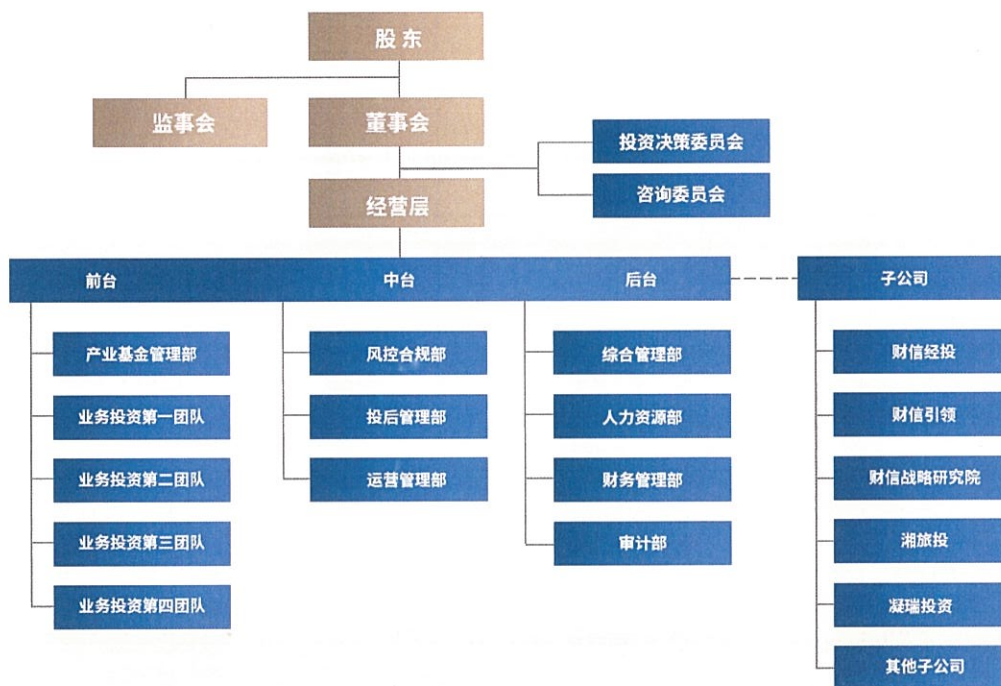 股东
监事会
董事会
投资决策委员会
咨询委员会
经营层
前台
中台
后台
子公司
产业基金管理部
业务投资第一团队
业务投资第二团队
业务投资第三团队
业务投资第四团队
风控合规部
投后管理部
运营管理部
综合管理部
人力资源部
财务管理部
审计部
财信经投
财信引领
财信战略研究院
湘旅投
凝瑞投资
其他子公司